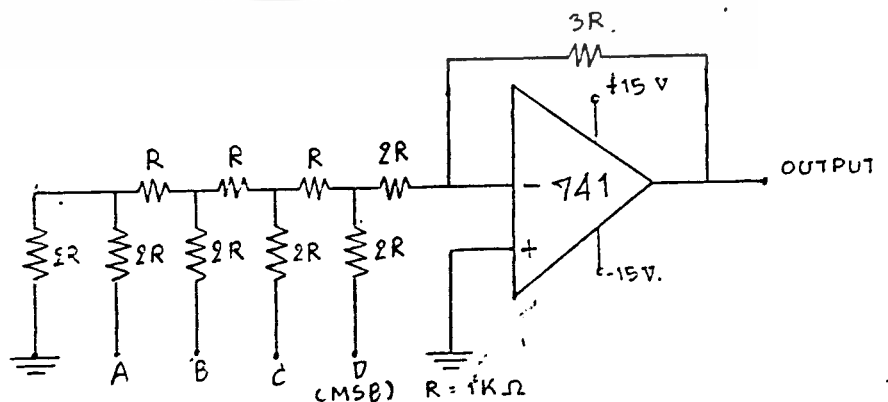 3R.
+15 V
R R R 2R
- 741
OUTPUT
2R 2R 2R 2R 2R
+
-15V.
A B C D
(MSB) R = 1KΩ